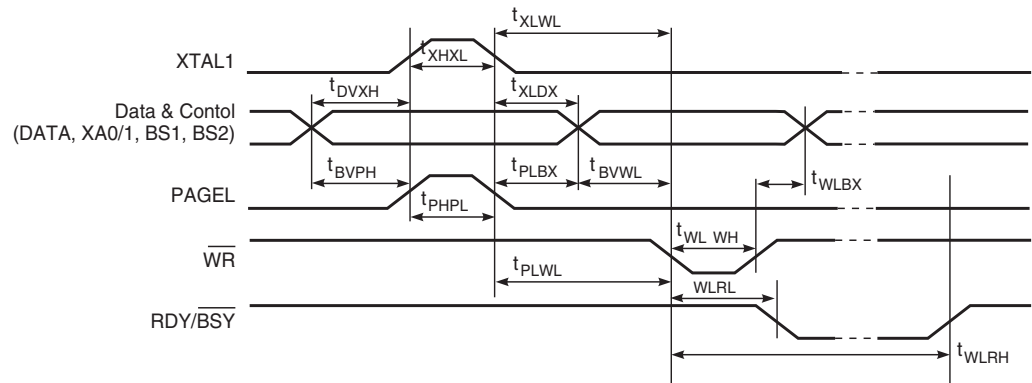 tXLWL
XTAL1
tXHXL
tDVXH
tXLDX
Data & Contol
(DATA, XA0/1, BS1, BS2)
tBVPH
tPLBX
tBVWL
tWLBX
PAGEL
tPHPL
tWL WH
WR
tPLWL
WLRL
RDY/BSY
tWLRH